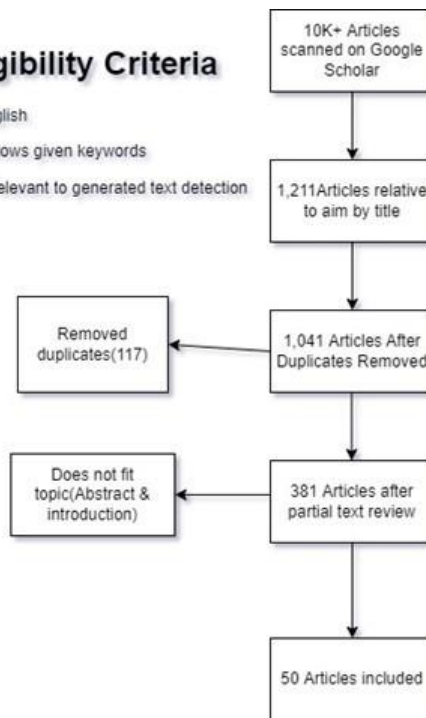 gibility Criteria
glish
ows given keywords
elevant to generated text detection
10K+ Articles
scanned on Google
Scholar
1,211Articles relative
to aim by title
Removed
duplicates(117)
1,041 Articles After
Duplicates Removed
Does not fit
topic(Abstract &
introduction)
381 Articles after
partial text review
50 Articles included